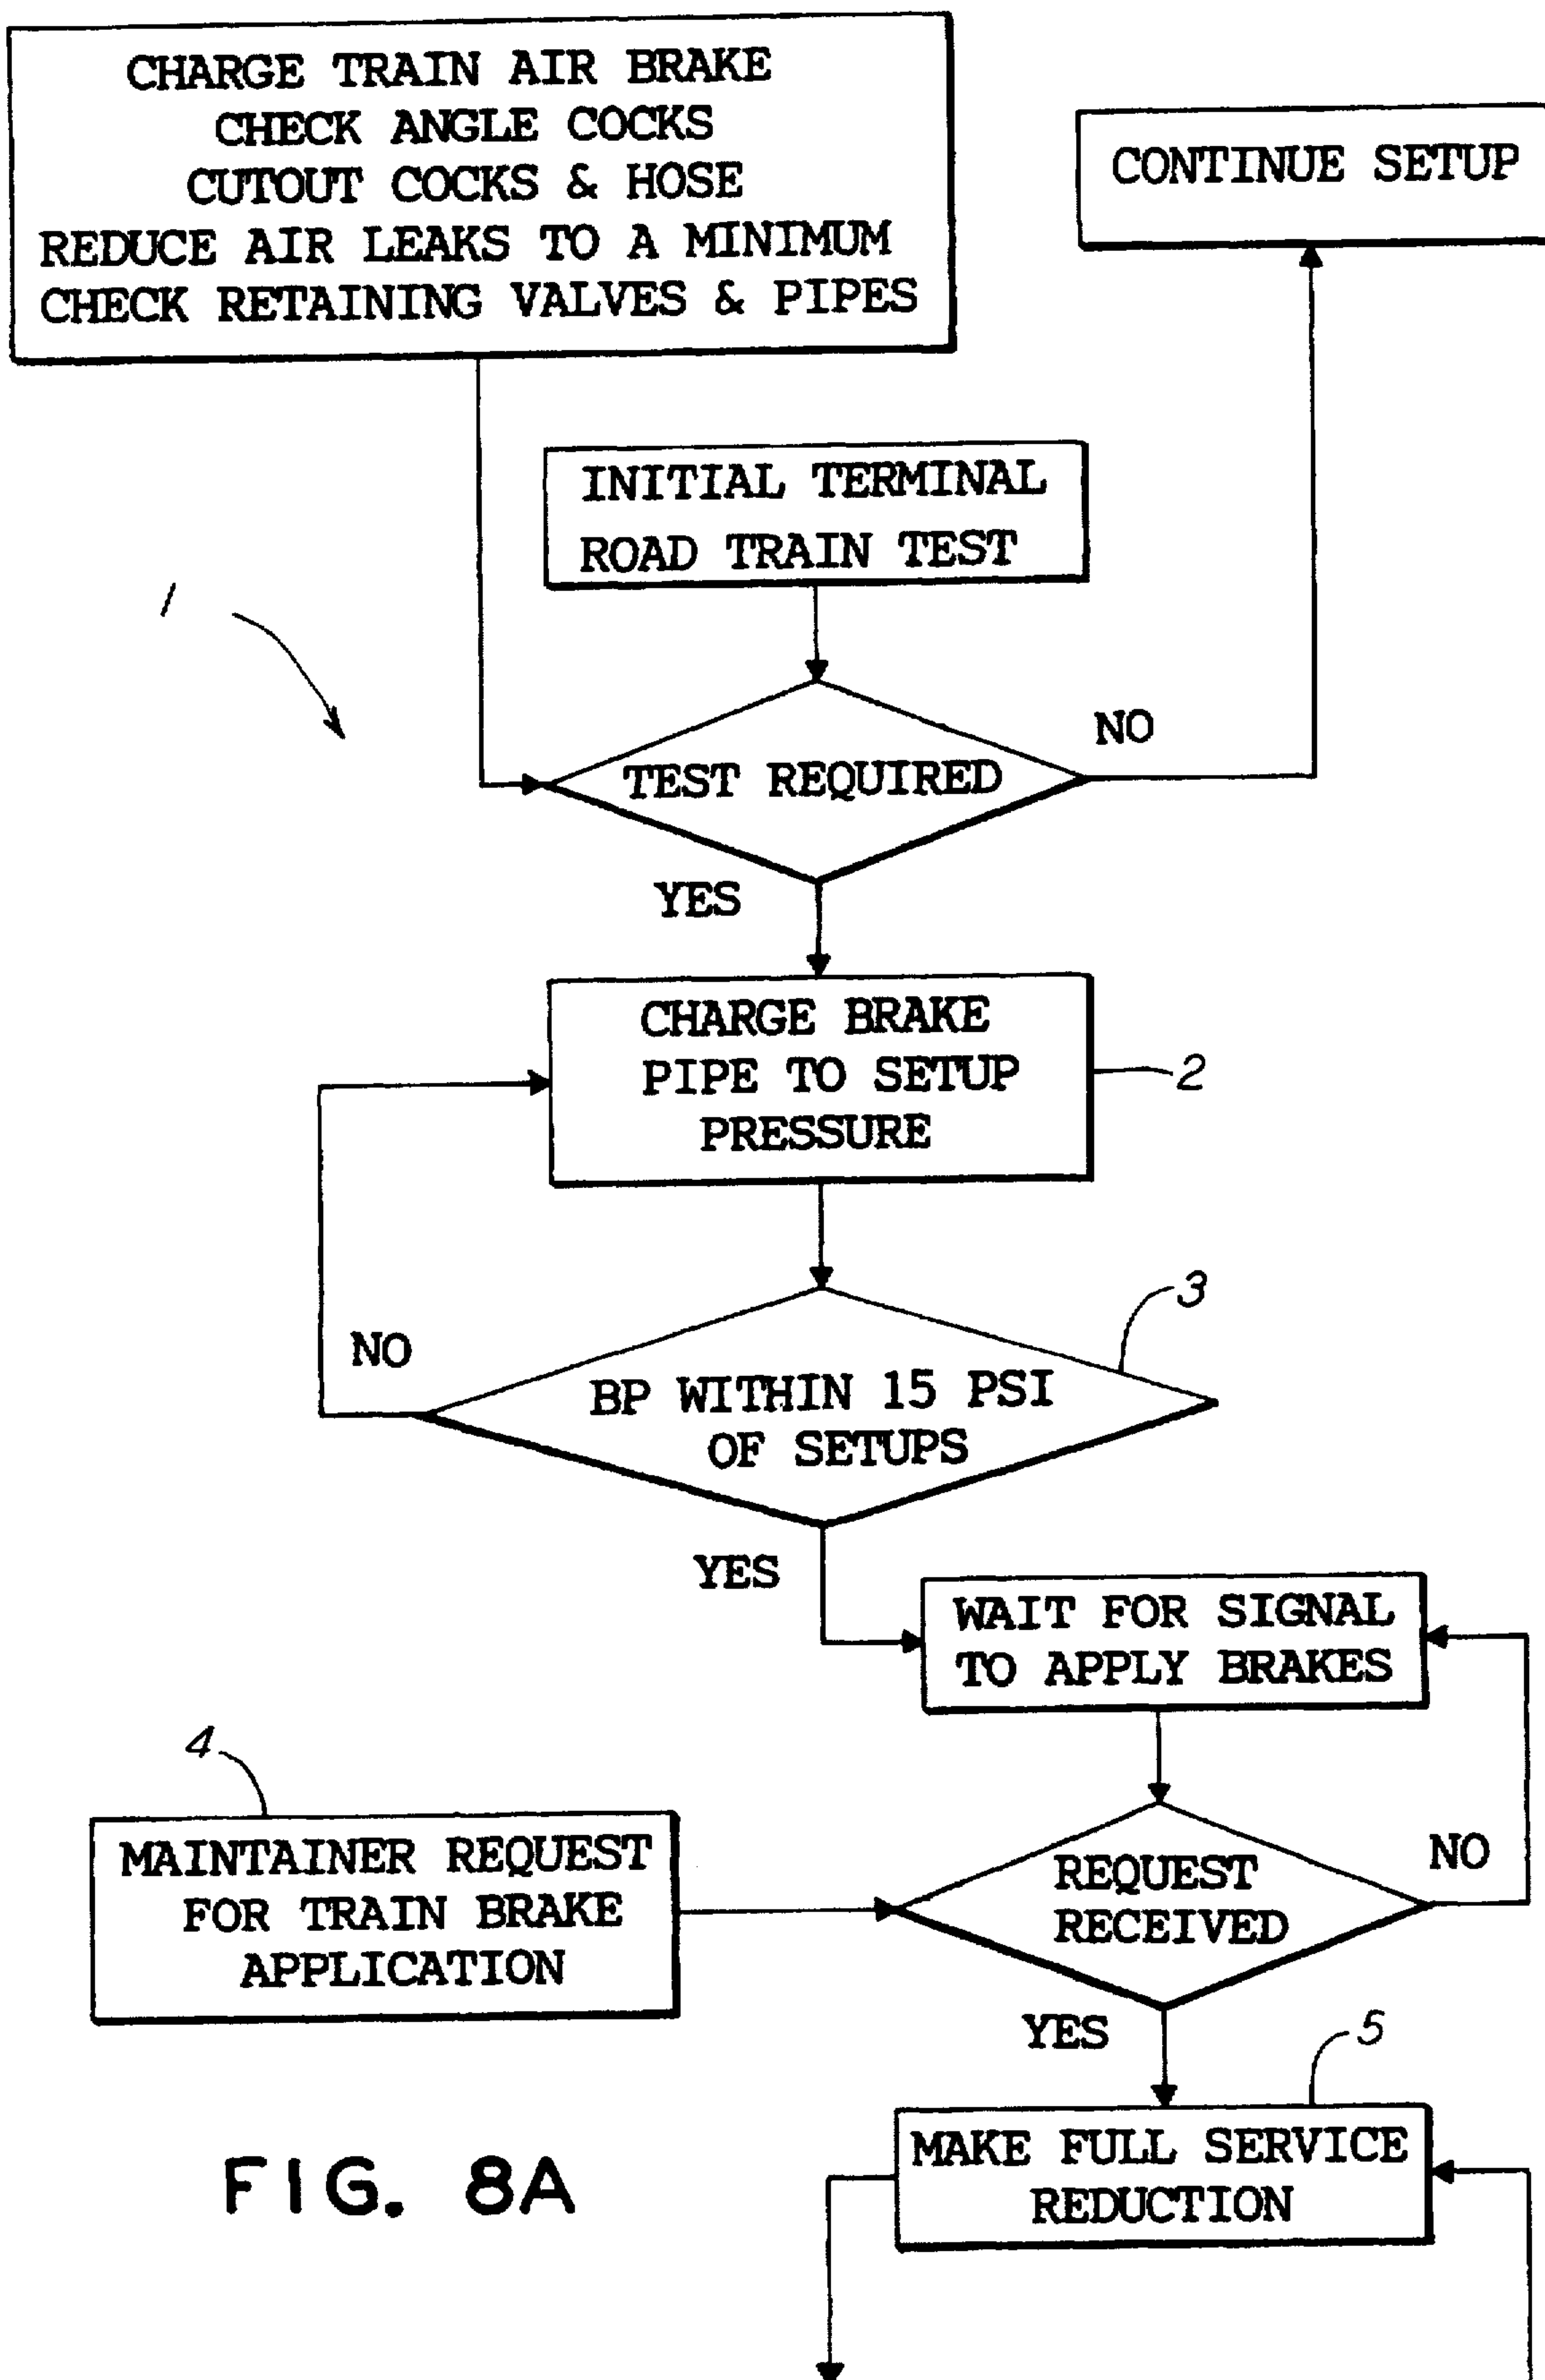 CHARGE TRAIN AIR BRAKE
CHECK ANGLE COCKS
CUTOUT COCKS & HOSE
REDUCE AIR LEAKS TO A MINIMUM
CHECK RETAINING VALVES & PIPES
CONTINUE SETUP
INITIAL TERMINAL
ROAD TRAIN TEST
1
TEST REQUIRED
NO
YES
CHARGE BRAKE
PIPE TO SETUP
PRESSURE
2
3
NO
BP WITHIN 15 PSI
OF SETUPS
YES
WAIT FOR SIGNAL
TO APPLY BRAKES
4
MAINTAINER REQUEST
FOR TRAIN BRAKE
APPLICATION
REQUEST
RECEIVED
NO
YES
5
MAKE FULL SERVICE
REDUCTION
FIG. 8A